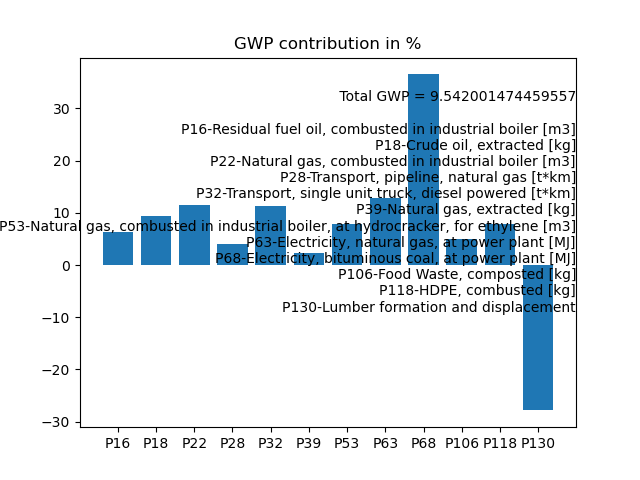 GWP contribution in %
Total GWP = 9.542001474459557
P16-Residual fuel oil, combusted in industrial boiler [m3]
P18-Crude oil, extracted [kg]
P22-Natural gas, combusted in industrial boiler [m3]
P28-Transport, pipeline, natural gas [t*km]
P32-Transport, single unit truck, diesel powered [t*km]
P39-Natural gas, extracted [kg]
P53-Natural gas, combusted in industrial boiler, at hydrocracker, for ethylene [m3]
P63-Electricity, natural gas, at power plant [MJ]
P68-Electricity, bituminous coal, at power plant [MJ]
P106-Food Waste, composted [kg]
P118-HDPE, combusted [kg]
P130-Lumber formation and displacement
30
20
10
0
−10
−20
−30
P16 P18 P22 P28 P32 P39 P53 P63 P68 P106 P118 P130